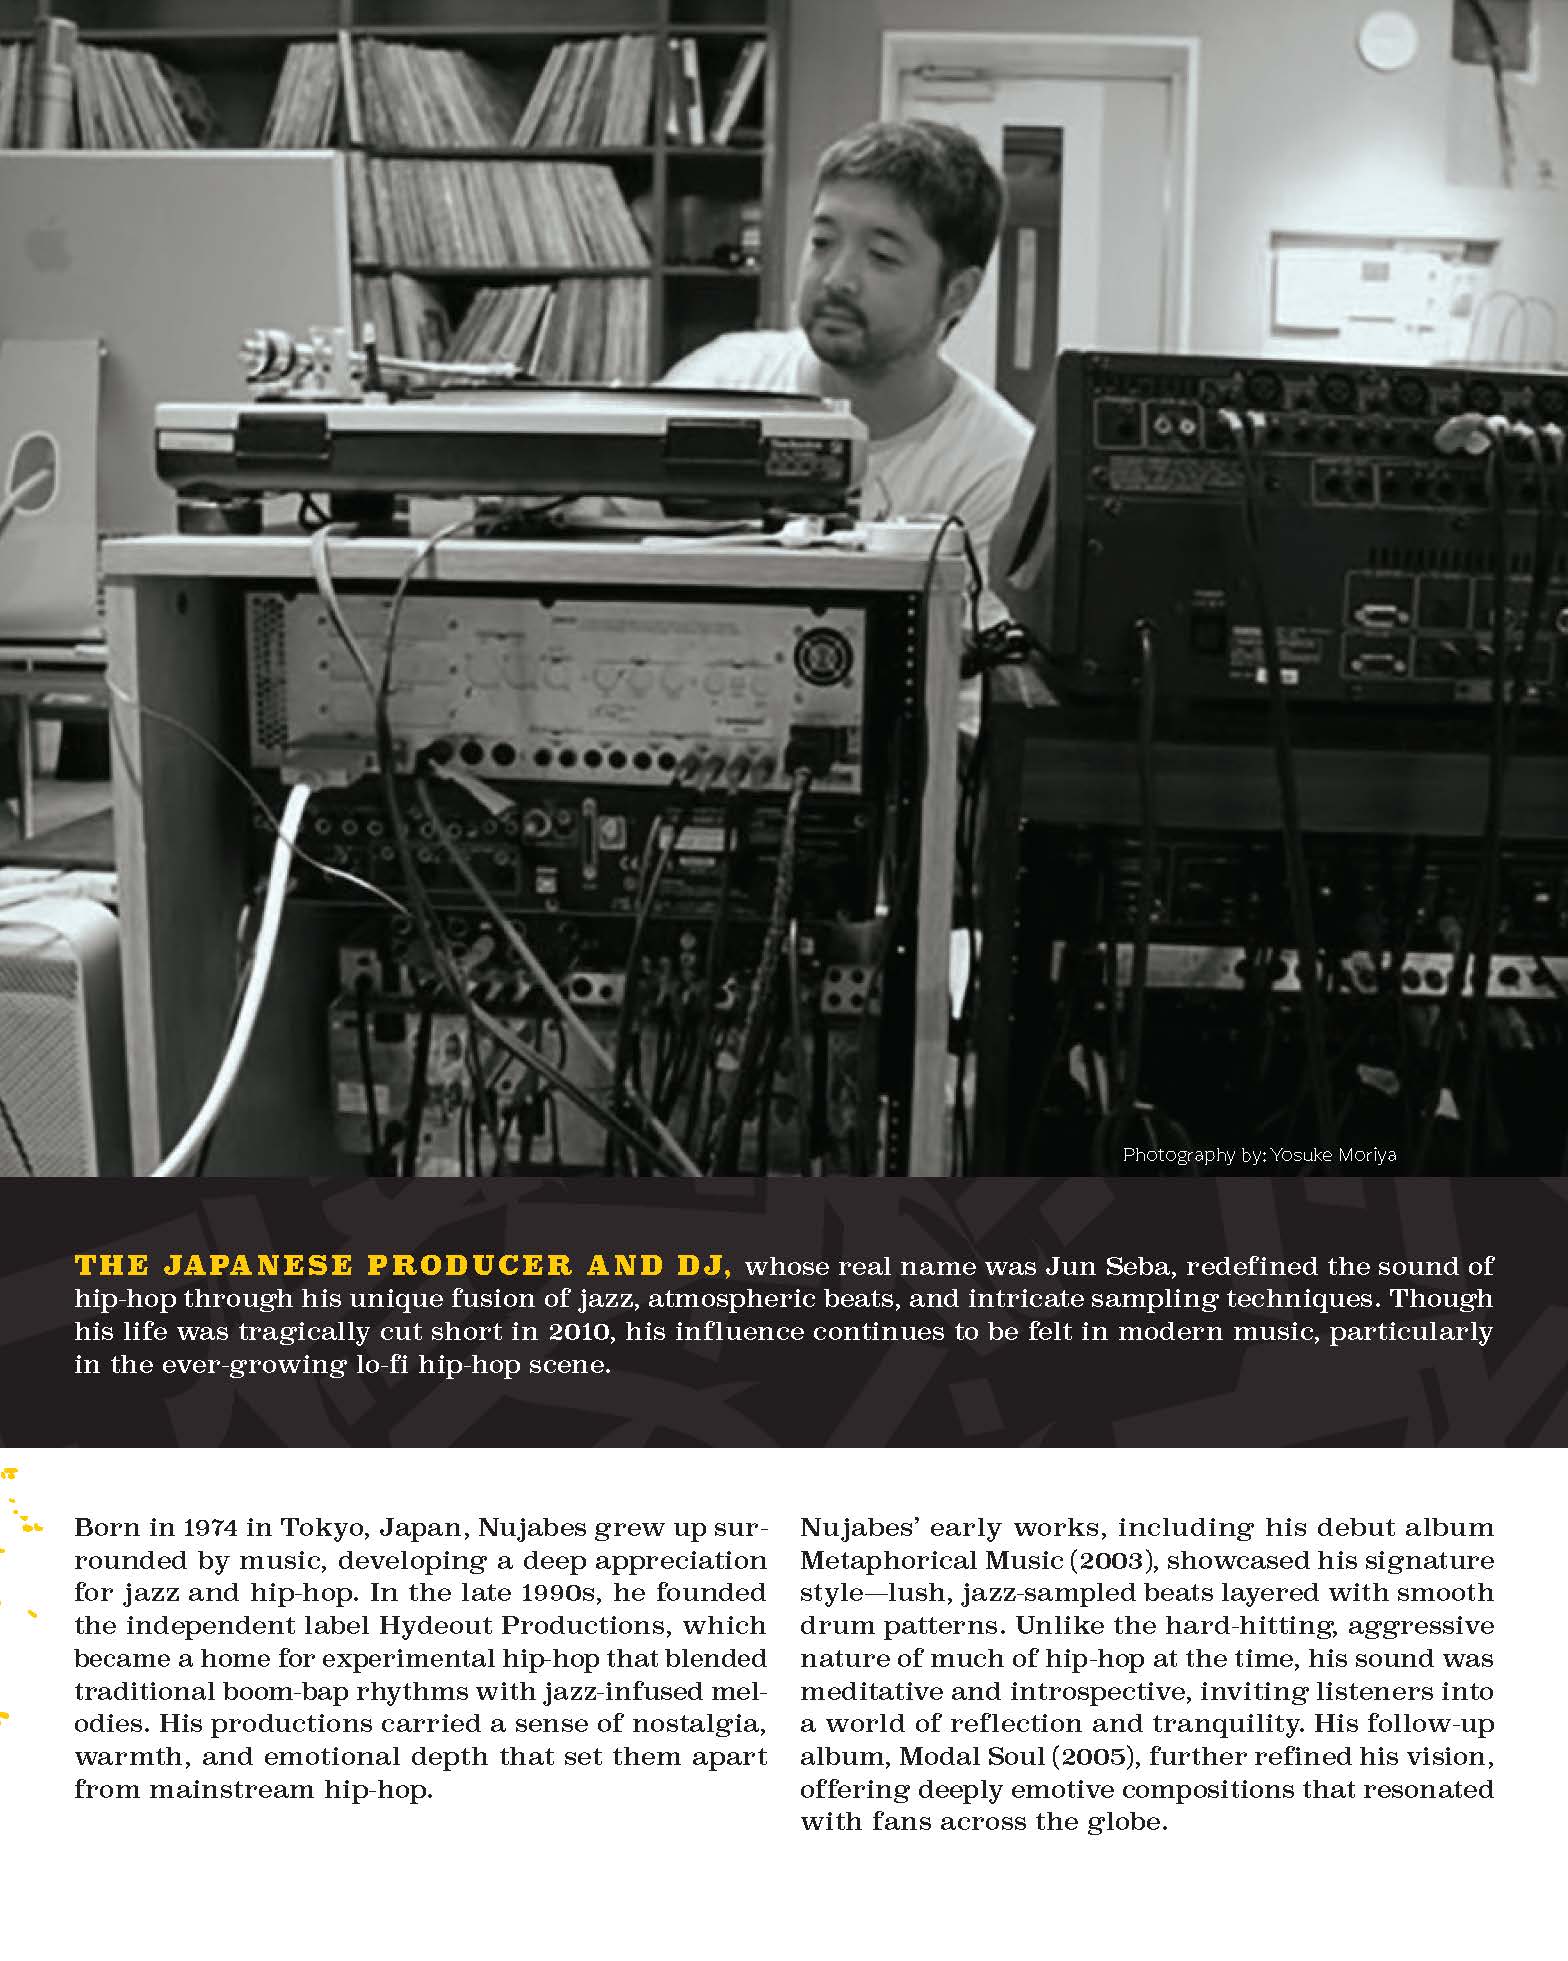 Technics
Photography by: Yosuke Moriya
THE JAPANESE PRODUCER AND DJ, whose real name was Jun Seba, redefined the sound of
hip-hop through his unique fusion of jazz, atmospheric beats, and intricate sampling techniques. Though
his life was tragically cut short in 2010, his influence continues to be felt in modern music, particularly
in the ever-growing lo-fi hip-hop scene.
Born in 1974 in Tokyo, Japan, Nujabes grew up sur-
rounded by music, developing a deep appreciation
for jazz and hip-hop. In the late 1990s, he founded
the independent label Hydeout Productions, which
became a home for experimental hip-hop that blended
traditional boom-bap rhythms with jazz-infused mel-
odies. His productions carried a sense of nostalgia,
warmth, and emotional depth that set them apart
from mainstream hip-hop.
Nujabes’ early works, including his debut album
Metaphorical Music (2003), showcased his signature
style—lush, jazz-sampled beats layered with smooth
drum patterns. Unlike the hard-hitting, aggressive
nature of much of hip-hop at the time, his sound was
meditative and introspective, inviting listeners into
a world of reflection and tranquility. His follow-up
album, Modal Soul (2005), further refined his vision,
offering deeply emotive compositions that resonated
with fans across the globe.